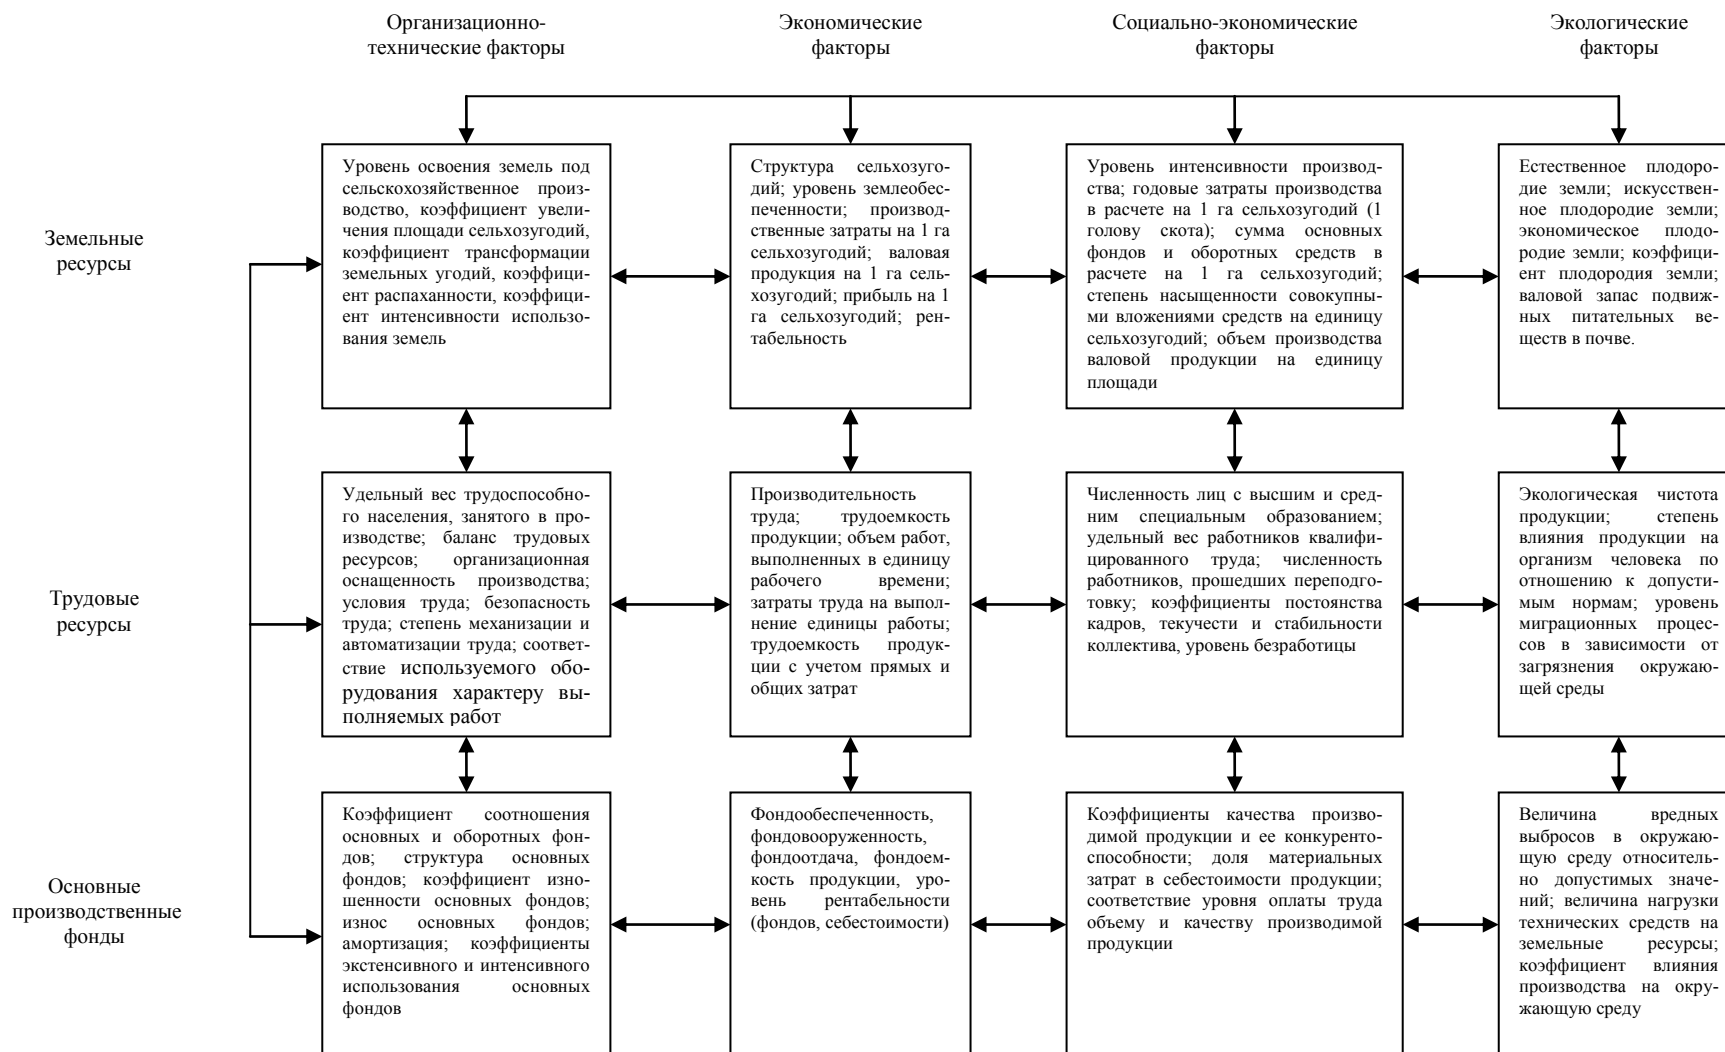 Организационно-
технические факторы
Экономические
факторы
Социально-экономические
факторы
Экологические
факторы
Земельные
ресурсы
Уровень освоения земель под
сельскохозяйственное произ-
водство, коэффициент увели-
чения площади сельхозугодий,
коэффициент трансформации
земельных угодий, коэффици-
ент распаханности, коэффици-
ент интенсивности использо-
вания земель
Структура сельхозуго-
дий; уровень землеобес-
печенности; производ-
ственные затраты на 1 га
сельхозугодий; валовая
продукция на 1 га сель-
хозугодий; прибыль на 1
га сельхозугодий; рен-
табельность
Уровень интенсивности производ-
ства; годовые затраты производства
в расчете на 1 га сельхозугодий (1
голову скота); сумма основных
фондов и оборотных средств в
расчете на 1 га сельхозугодий;
степень насыщенности совокупны-
ми вложениями средств на единицу
сельхозугодий; объем производства
валовой продукции на единицу
площади
Естественное плодоро-
дие земли; искусствен-
ное плодородие земли;
экономическое плодо-
родие земли; коэффици-
ент плодородия земли;
валовой запас подвиж-
ных питательных ве-
ществ в почве.
Трудовые
ресурсы
Удельный вес трудоспособно-
го населения, занятого в про-
изводстве; баланс трудовых
ресурсов; организационная
оснащенность производства;
условия труда; безопасность
труда; степень механизации и
автоматизации труда; соответ-
ствие используемого обо-
рудования характеру вы-
полняемых работ
Производительность
труда; трудоемкость
продукции; объем работ,
выполненных в единицу
рабочего времени;
затраты труда на выпол-
нение единицы работы;
трудоемкость продук-
ции с учетом прямых и
общих затрат
Численность лиц с высшим и сред-
ним специальным образованием;
удельный вес работников квалифи-
цированного труда; численность
работников, прошедших переподго-
товку; коэффициенты постоянства
кадров, текучести и стабильности
коллектива, уровень безработицы
Экологическая чистота
продукции; степень
влияния продукции на
организм человека по
отношению к допусти-
мым нормам; уровень
миграционных процес-
сов в зависимости от
загрязнения окружаю-
щей среды
Основные
производственные
фонды
Коэффициент соотношения
основных и оборотных фон-
дов; структура основных
фондов; коэффициент изно-
шенности основных фондов;
износ основных фондов;
амортизация; коэффициенты
экстенсивного и интенсивного
использования основных
фондов
Фондообеспеченность,
фондовооруженность,
фондоотдача, фондоем-
кость продукции, уро-
вень рентабельности
(фондов, себестоимости)
Коэффициенты качества произво-
димой продукции и ее конкуренто-
способности; доля материальных
затрат в себестоимости продукции;
соответствие уровня оплаты труда
объему и качеству производимой
продукции
Величина вредных
выбросов в окружаю-
щую среду относитель-
но допустимых значе-
ний; величина нагрузки
технических средств на
земельные ресурсы;
коэффициент влияния
производства на окру-
жающую среду